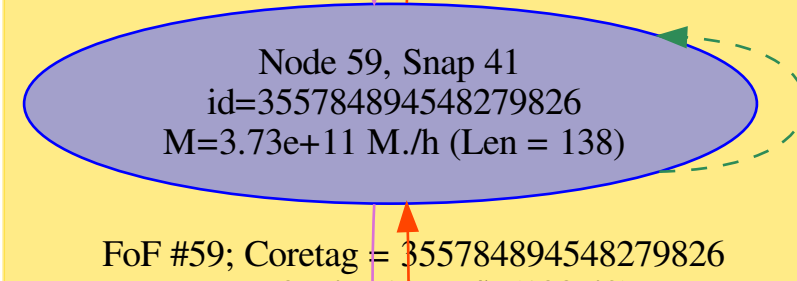 Node 59, Snap 41
id=355784894548279826
M=3.73e+11 M./h (Len = 138)
FoF #59; Coretag = 355784894548279826